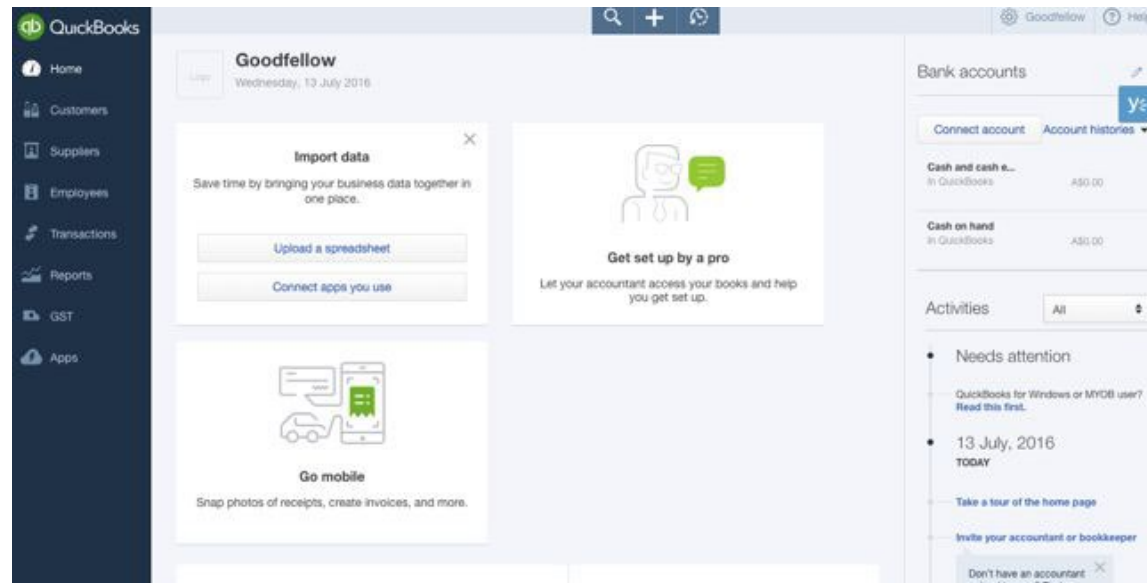 qb QuickBooks
Home
Customers
Suppliers
Employees
Transactions
Reports
GST
Apps
Goodfellow
Help
Logo
Goodfellow
Wednesday, 13 July 2016
Import data
Save time by bringing your business data together in
one place.
Upload a spreadsheet
Connect apps you use
Get set up by a pro
Let your accountant access your books and help
you get set up.
Go mobile
Snap photos of receipts, create invoices, and more.
Bank accounts
Connect account Account histories
Cash and cash e...
In QuickBooks A$0.00
Cash on hand
In QuickBooks A$0.00
Activities All
Needs attention
QuickBooks for Windows or MYOB user?
Read this first.
13 July, 2016
TODAY
Take a tour of the home page
Invite your accountant or bookkeeper
Don't have an accountant